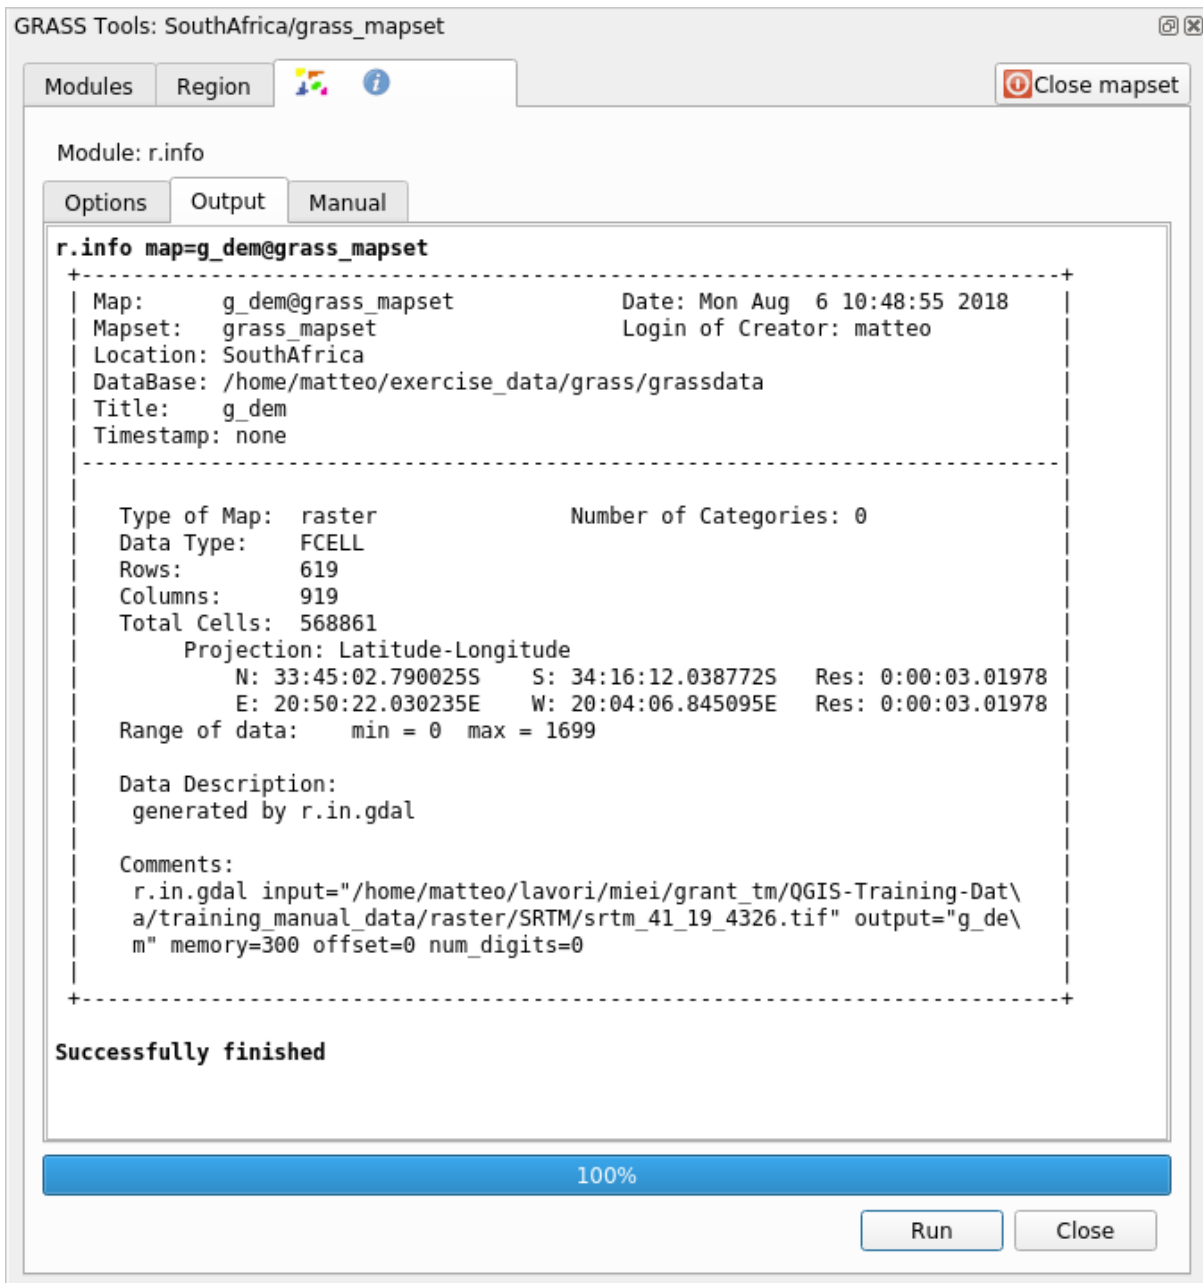 GRASS Tools: SouthAfrica/grass_mapset
Modules Region Close mapset
Module: r.info
Options Output Manual
r.info map=g_dem@grass_mapset
+----------------------------------------------------------------------------+
| Map:      g_dem@grass_mapset             Date: Mon Aug  6 10:48:55 2018    |
| Mapset:   grass_mapset                   Login of Creator: matteo          |
| Location: SouthAfrica                                                      |
| DataBase: /home/matteo/exercise_data/grass/grassdata                       |
| Title:    g_dem                                                            |
| Timestamp: none                                                            |
|----------------------------------------------------------------------------|
|                                                                            |
|   Type of Map:  raster               Number of Categories: 0               |
|   Data Type:    FCELL                                                      |
|   Rows:         619                                                        |
|   Columns:      919                                                        |
|   Total Cells:  568861                                                     |
|        Projection: Latitude-Longitude                                      |
|            N: 33:45:02.790025S    S: 34:16:12.038772S   Res: 0:00:03.01978 |
|            E: 20:50:22.030235E    W: 20:04:06.845095E   Res: 0:00:03.01978 |
|   Range of data:    min = 0  max = 1699                                    |
|                                                                            |
|   Data Description:                                                        |
|    generated by r.in.gdal                                                  |
|                                                                            |
|   Comments:                                                                |
|    r.in.gdal input="/home/matteo/lavori/miei/grant_tm/QGIS-Training-Dat\   |
|    a/training_manual_data/raster/SRTM/srtm_41_19_4326.tif" output="g_de\   |
|    m" memory=300 offset=0 num_digits=0                                     |
|                                                                            |
+----------------------------------------------------------------------------+
Successfully finished
100%
Run Close